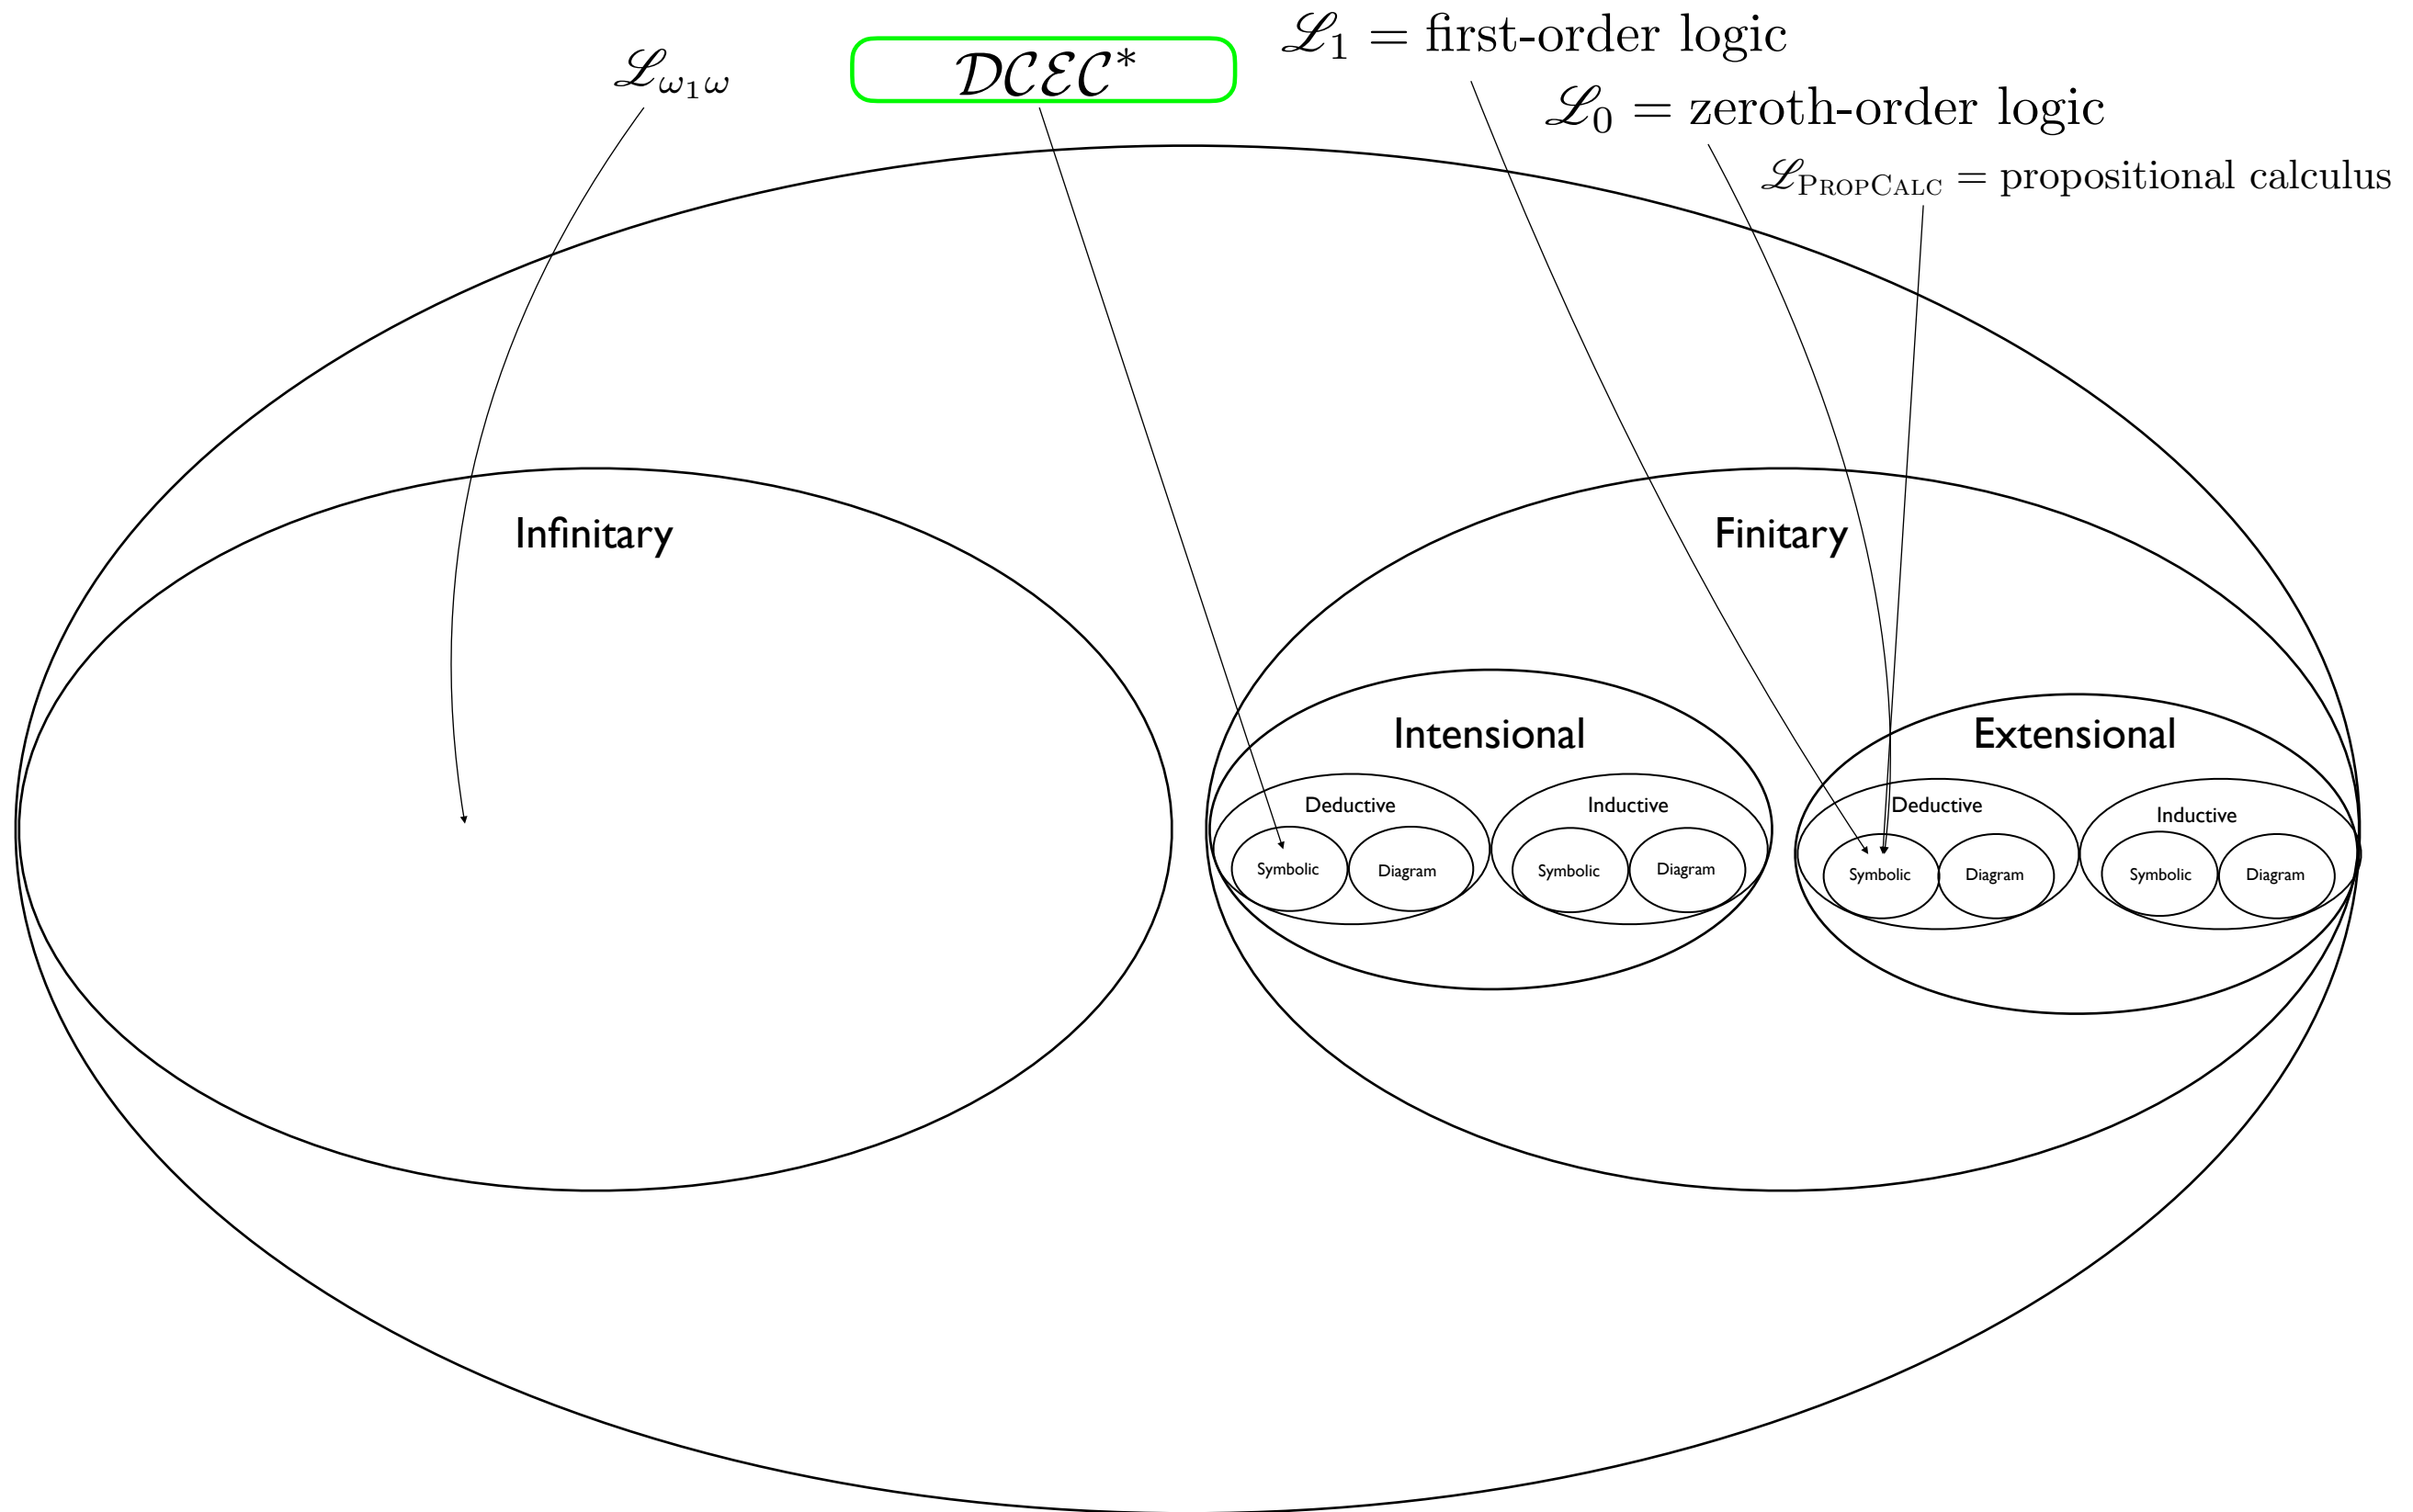 ℒ₁ = first-order logic
ℒ_{ω₁ω}
𝒟𝒞ℰ𝒞*
ℒ₀ = zeroth-order logic
ℒ_{PROPCALC} = propositional calculus
Infinitary
Finitary
Intensional
Extensional
Deductive
Inductive
Deductive
Inductive
Symbolic
Diagram
Symbolic
Diagram
Symbolic
Diagram
Symbolic
Diagram